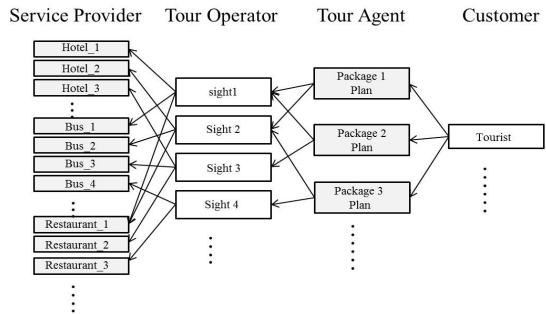 Service Provider
Tour Operator
Tour Agent
Customer
Hotel_1
Hotel_2
Hotel_3
Bus_1
Bus_2
Bus_3
Bus_4
Restaurant_1
Restaurant_2
Restaurant_3
sight1
Sight 2
Sight 3
Sight 4
Package 1
Plan
Package 2
Plan
Package 3
Plan
Tourist